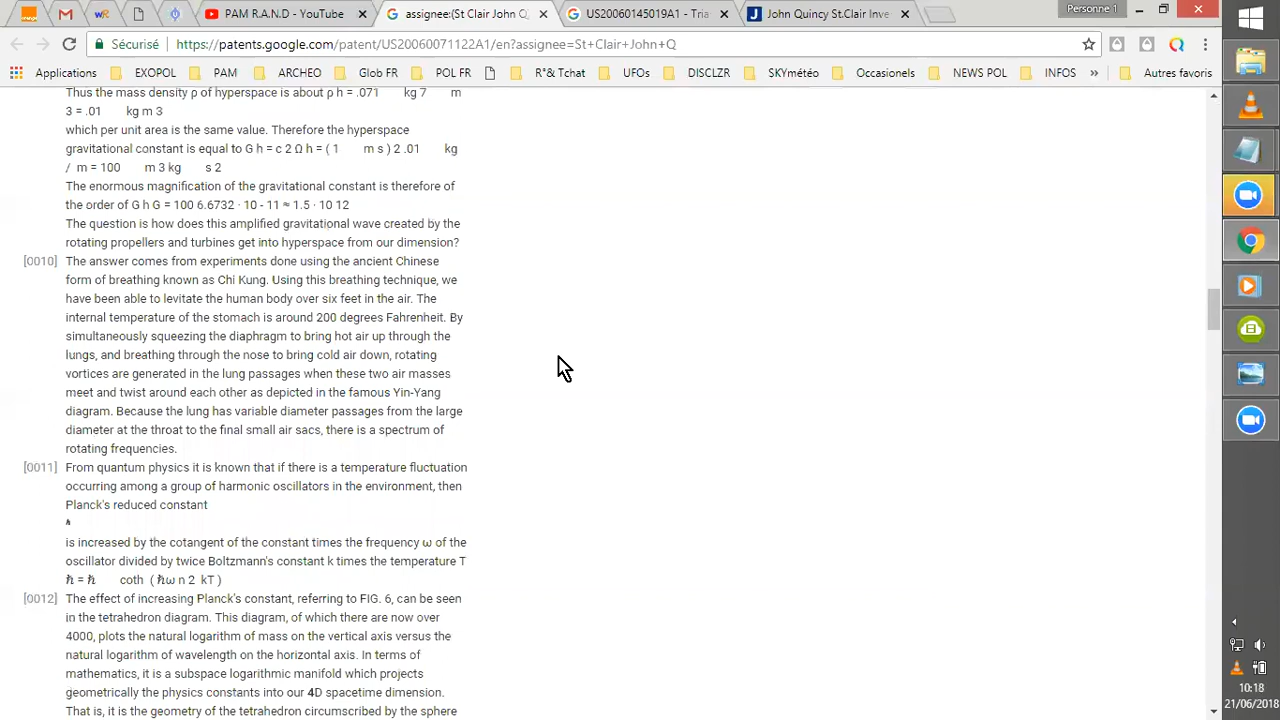 PAM R.A.N.D - YouTube
assignee:(St Clair John Q
US20060145019A1 - Tria
John Quincy St.Clair Inve
Personne 1
Sécurisé
https://patents.google.com/patent/US20060071122A1/en?assignee=St+Clair+John+Q
Applications EXOPOL PAM ARCHEO Glob FR POL FR R°S Tchat UFOs DISCLZR SKYmétéo Occasionels NEWSTOL INFOS » Autres favoris
Thus the mass density ρ of hyperspace is about ρ h = .071 kg 7 m
3 = .01 kg m 3
which per unit area is the same value. Therefore the hyperspace
gravitational constant is equal to G h = c 2 Ω h = ( 1 m s ) 2 .01 kg
/ m = 100 m 3 kg s 2
The enormous magnification of the gravitational constant is therefore of
the order of G h G = 100 6.6732 · 10 - 11 ≈ 1.5 · 10 12
The question is how does this amplified gravitational wave created by the
rotating propellers and turbines get into hyperspace from our dimension?
[0010] The answer comes from experiments done using the ancient Chinese
form of breathing known as Chi Kung. Using this breathing technique, we
have been able to levitate the human body over six feet in the air. The
internal temperature of the stomach is around 200 degrees Fahrenheit. By
simultaneously squeezing the diaphragm to bring hot air up through the
lungs, and breathing through the nose to bring cold air down, rotating
vortices are generated in the lung passages when these two air masses
meet and twist around each other as depicted in the famous Yin-Yang
diagram. Because the lung has variable diameter passages from the large
diameter at the throat to the final small air sacs, there is a spectrum of
rotating frequencies.
[0011] From quantum physics it is known that if there is a temperature fluctuation
occurring among a group of harmonic oscillators in the environment, then
Planck's reduced constant
ℏ
is increased by the cotangent of the constant times the frequency ω of the
oscillator divided by twice Boltzmann's constant k times the temperature T
ℏ = ℏ coth ( ℏω n 2 kT )
[0012] The effect of increasing Planck's constant, referring to FIG. 6, can be seen
in the tetrahedron diagram. This diagram, of which there are now over
4000, plots the natural logarithm of mass on the vertical axis versus the
natural logarithm of wavelength on the horizontal axis. In terms of
mathematics, it is a subspace logarithmic manifold which projects
geometrically the physics constants into our 4D spacetime dimension.
That is, it is the geometry of the tetrahedron circumscribed by the sphere
10:18
21/06/2018